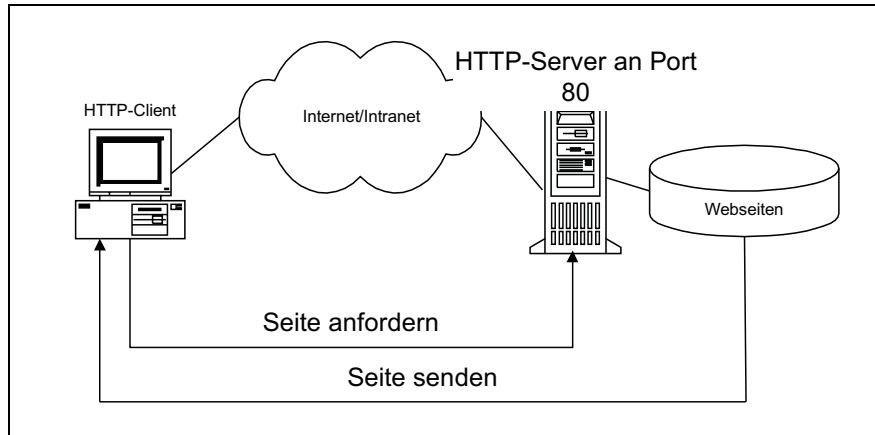 HTTP-Server an Port
80
HTTP-Client
Internet/Intranet
Webseiten
Seite anfordern
Seite senden